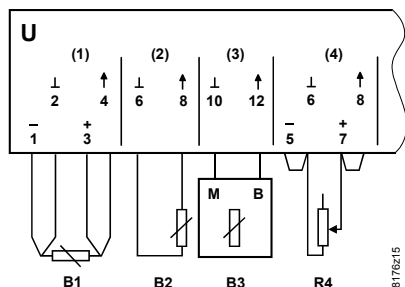 U
(1) (2) (3) (4)
⊥ ↑ ⊥ ↑ ⊥ ↑ ⊥ ↑
2 4 6 8 10 12 6 8
− + − +
1 3 5 7
M B
B1 B2 B3 R4
8176z15